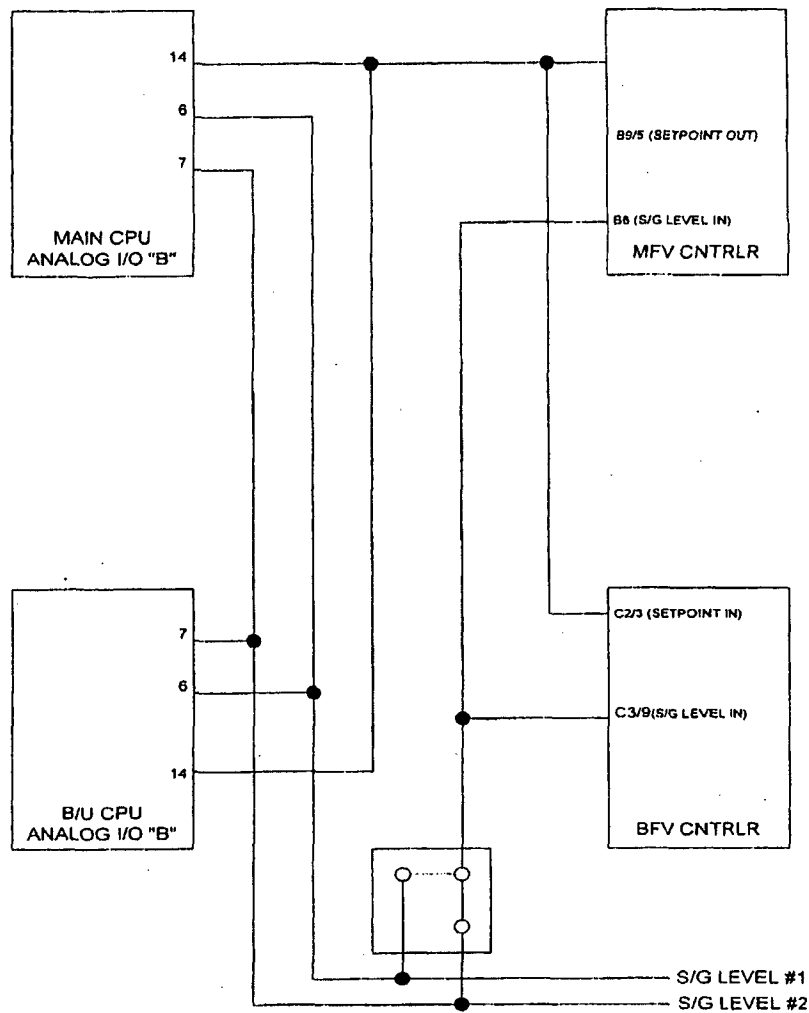 14
6
7
MAIN CPU
ANALOG I/O "B"
B9/5 (SETPOINT OUT)
B6 (S/G LEVEL IN)
MFV CNTRLR
7
6
14
B/U CPU
ANALOG I/O "B"
C2/3 (SETPOINT IN)
C3/9(S/G LEVEL IN)
BFV CNTRLR
S/G LEVEL #1
S/G LEVEL #2